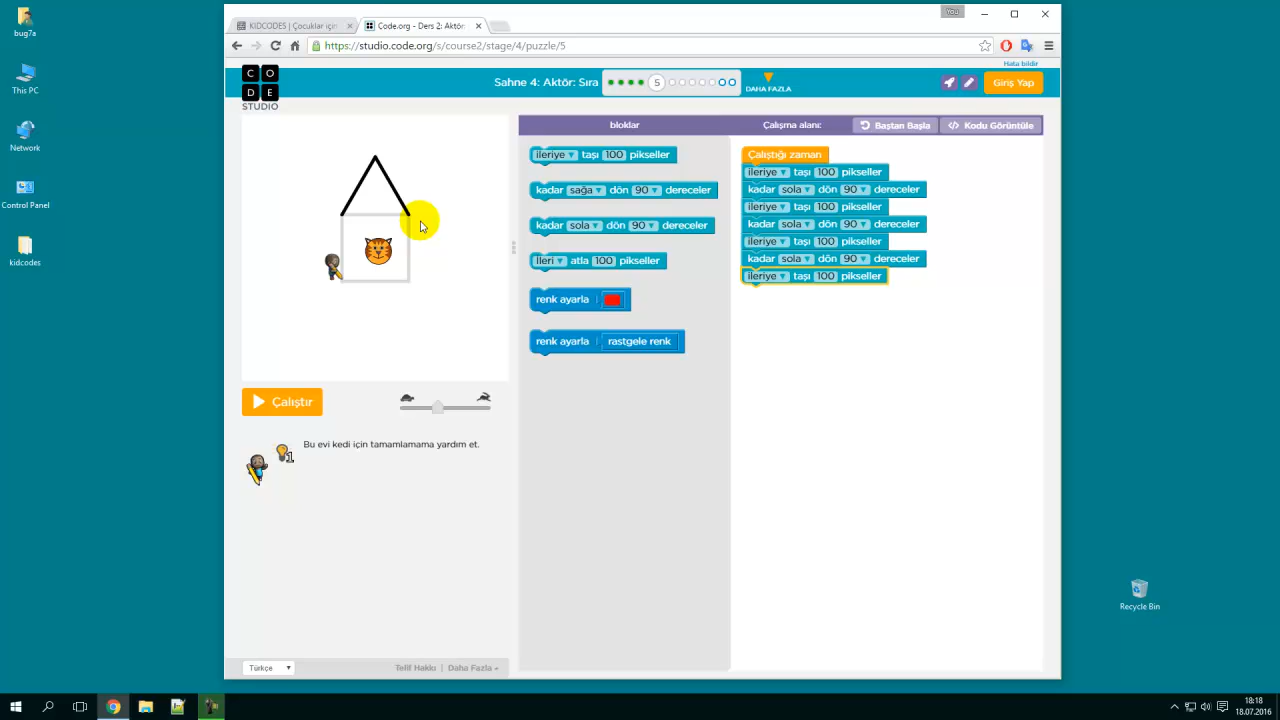 bug7a
This PC
Network
Control Panel
kidcodes
Recycle Bin
KIDCODES | Çocuklar için
Code.org - Ders 2: Aktör:
You
https://studio.code.org/s/course2/stage/4/puzzle/5
Hata bildir
C O
D E
STUDIO
Sahne 4: Aktör: Sıra
5
DAHA FAZLA
Giriş Yap
bloklar
Çalışma alanı:
Baştan Başla
Kodu Görüntüle
ileriye taşı 100 pikseller
kadar sağa dön 90 dereceler
kadar sola dön 90 dereceler
İleri atla 100 pikseller
renk ayarla
renk ayarla rastgele renk
Çalıştığı zaman
ileriye taşı 100 pikseller
kadar sola dön 90 dereceler
ileriye taşı 100 pikseller
kadar sola dön 90 dereceler
ileriye taşı 100 pikseller
kadar sola dön 90 dereceler
ileriye taşı 100 pikseller
Çalıştır
1
Bu evi kedi için tamamlamama yardım et.
Türkçe
Telif Hakkı | Daha Fazla
18:18
18.07.2016